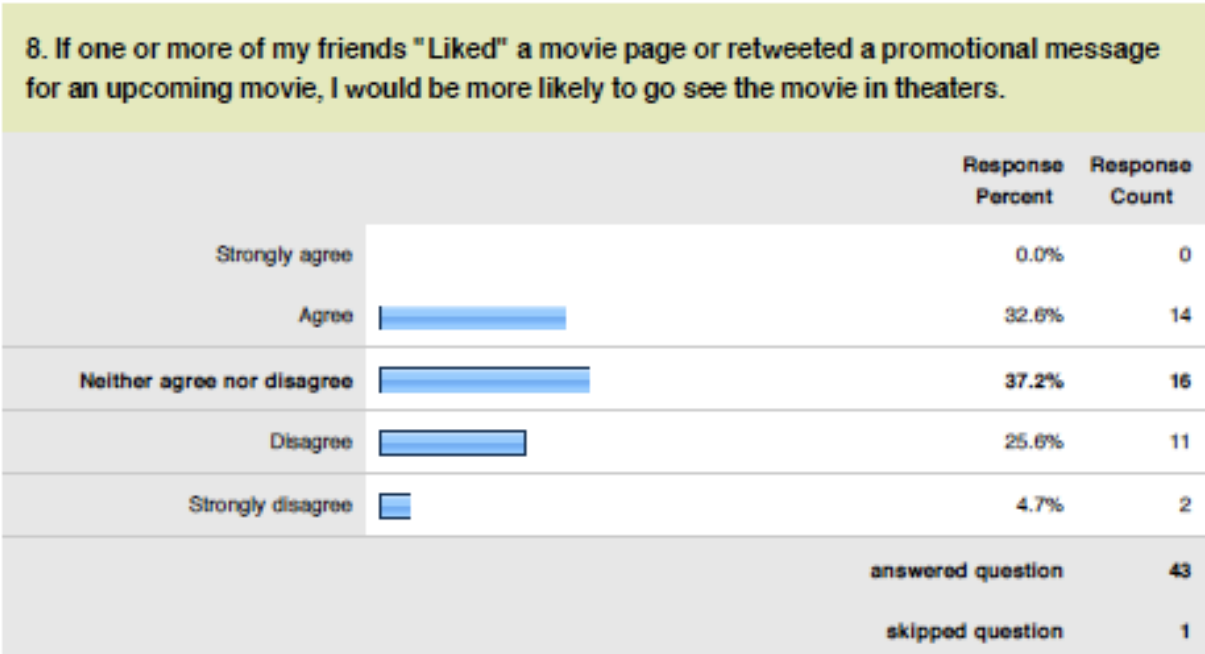 8. If one or more of my friends "Liked" a movie page or retweeted a promotional message
for an upcoming movie, I would be more likely to go see the movie in theaters.
Response Response
Percent Count
Strongly agree 0.0% 0
Agree 32.6% 14
Neither agree nor disagree 37.2% 16
Disagree 25.6% 11
Strongly disagree 4.7% 2
answered question 43
skipped question 1